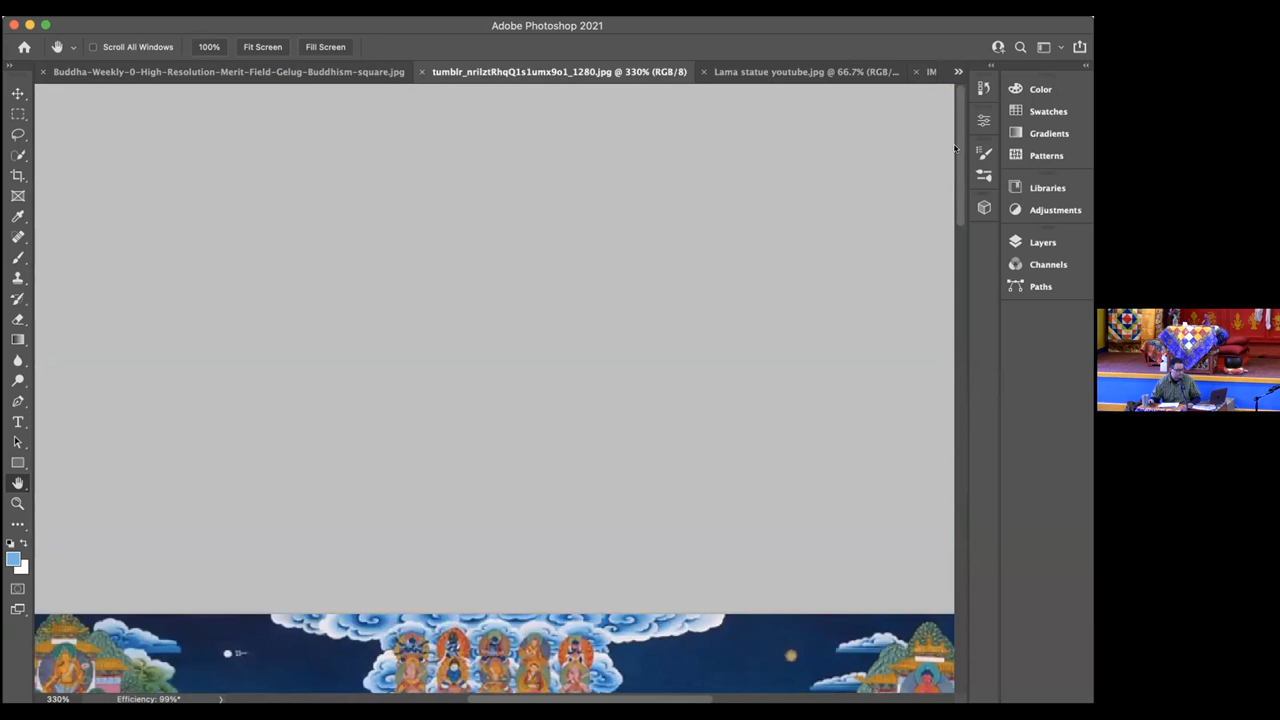 Adobe Photoshop 2021
Scroll All Windows 100% Fit Screen Fill Screen
Buddha-Weekly-0-High-Resolution-Merit-Field-Gelug-Buddhism-square.jpg
tumblr_nrilztRhqQ1s1umx9o1_1280.jpg @ 330% (RGB/8)
Lama statue youtube.jpg @ 66.7% (RGB/...
IM
Color
Swatches
Gradients
Patterns
Libraries
Adjustments
Layers
Channels
Paths
330% Efficiency: 99%*